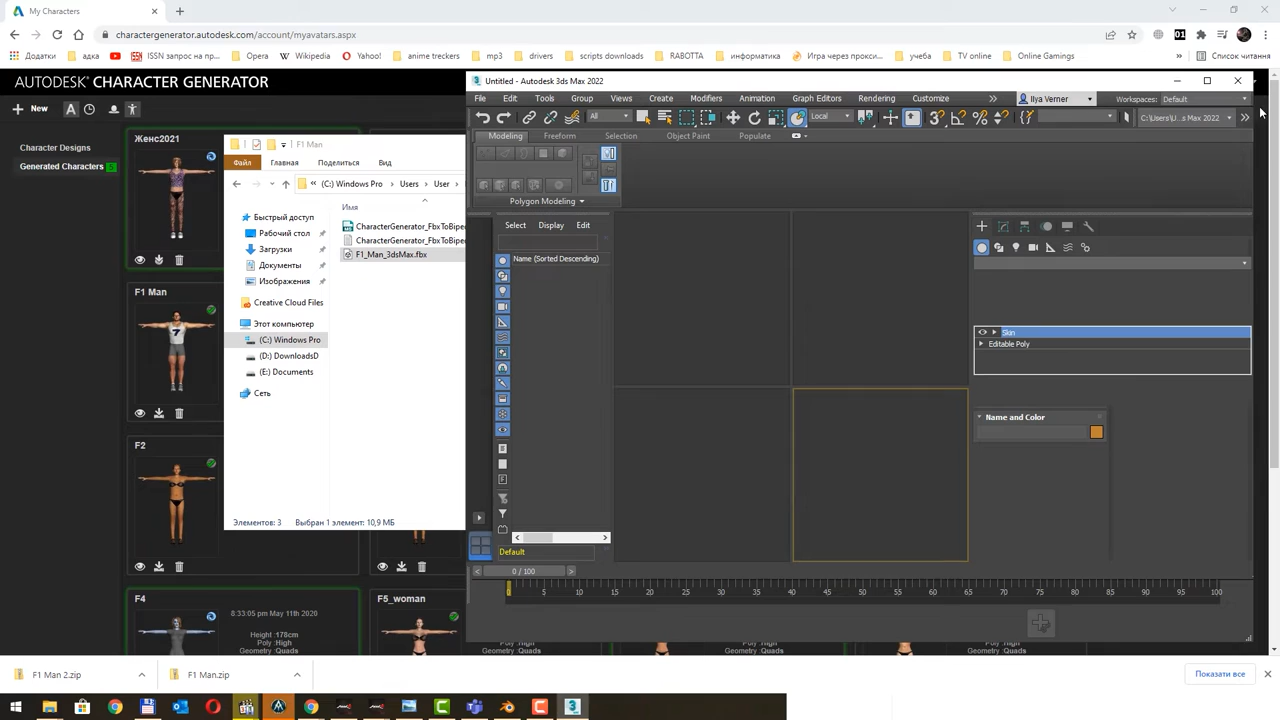 My Characters
charactergenerator.autodesk.com/account/myavatars.aspx
Додатки
адка
ISSN запрос на пр...
Opera
Wikipedia
Yahoo!
anime treckers
mp3
drivers
scripts downloads
RABOTTA
информатика
Игра через прокси...
учеба
TV online
Online Gamings
Список читання
AUTODESK® CHARACTER GENERATOR
New
Character Designs
Generated Characters
Женс2021
F1 Man
F2
F4
8:33:05 pm May 11th 2020
Height :178cm
Poly :High
Geometry :Quads
F5_woman
F1 Man
Файл
Главная
Поделиться
Вид
« (C:) Windows Pro > Users > User >
Имя
Быстрый доступ
Рабочий стол
Загрузки
Документы
Изображения
Creative Cloud Files
Этот компьютер
(C:) Windows Pro
(D:) DownloadsD
(E:) Documents
Сеть
CharacterGenerator_FbxToBipe
CharacterGenerator_FbxToBipe
F1_Man_3dsMax.fbx
Элементов: 3
Выбран 1 элемент: 10,9 МБ
Untitled - Autodesk 3ds Max 2022
File
Edit
Tools
Group
Views
Create
Modifiers
Animation
Graph Editors
Rendering
Customize
Ilya Verner
Workspaces: Default
All
Local
C:\Users\U...s Max 2022
Modeling
Freeform
Selection
Object Paint
Populate
Polygon Modeling
Select
Display
Edit
Name (Sorted Descending)
Default
Skin
Editable Poly
Name and Color
0 / 100
0 5 10 15 20 25 30 35 40 45 50 55 60 65 70 75 80 85 90 95 100
F1 Man 2.zip
F1 Man.zip
Показати все